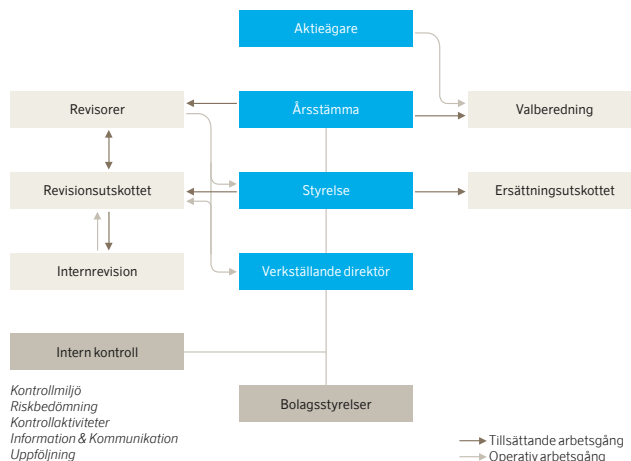 Aktieägare
Revisorer
Årsstämma
Valberedning
Revisionsutskottet
Styrelse
Ersättningsutskottet
Internrevision
Verkställande direktör
Intern kontroll
Kontrollmiljö
Riskbedömning
Kontrollaktiviteter
Information & Kommunikation
Uppföljning
Bolagsstyrelser
Tillsättande arbetsgång
Operativ arbetsgång